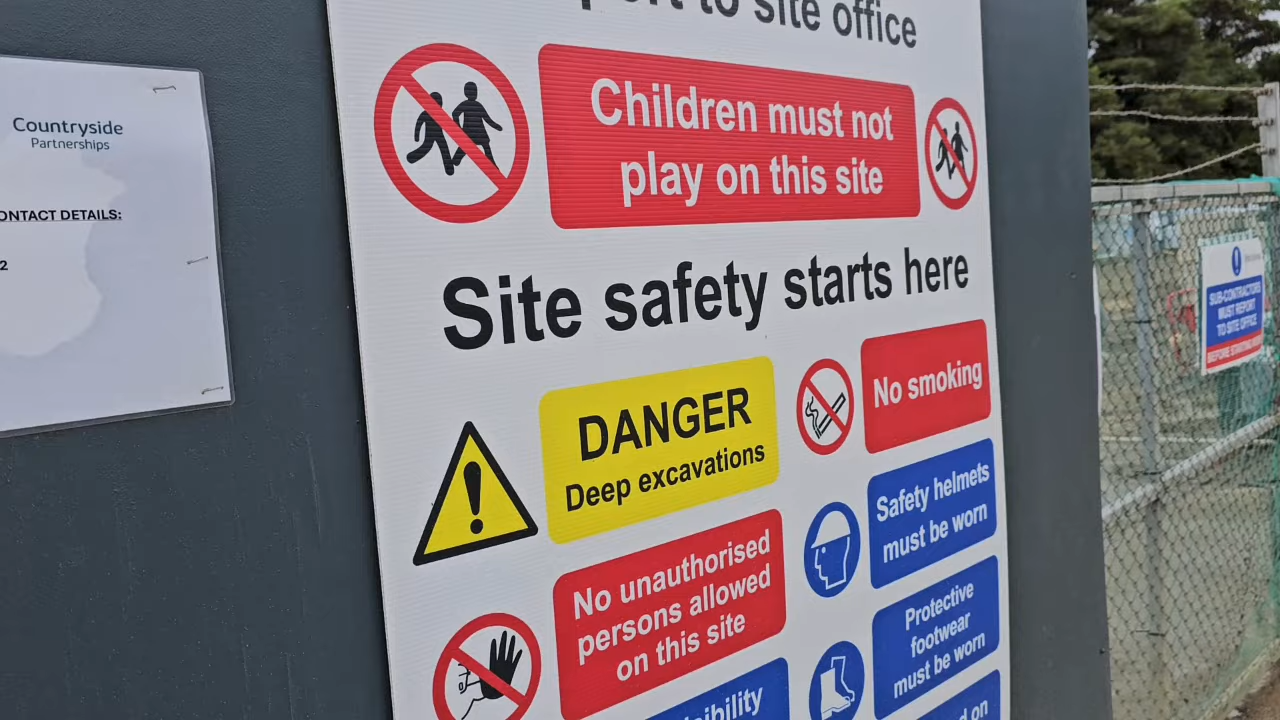 to site office
Countryside
Partnerships
CONTACT DETAILS:
2
Children must not
play on this site
Site safety starts here
DANGER
Deep excavations
No smoking
Safety helmets
must be worn
No unauthorised
persons allowed
on this site
Protective
footwear
must be worn
SUB-CONTRACTORS
MUST REPORT
TO SITE OFFICE